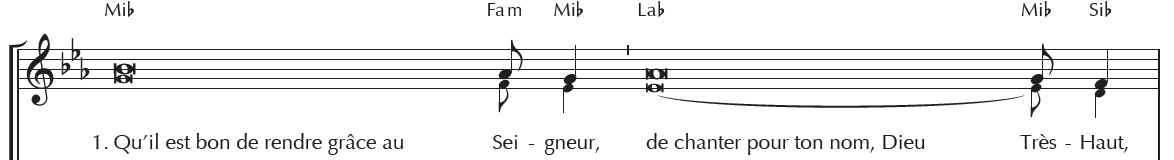 Mi♭ Fam Mi♭ La♭ Mi♭ Si♭
1. Qu'il est bon de rendre grâce au Sei - gneur, de chanter pour ton nom, Dieu Très - Haut,